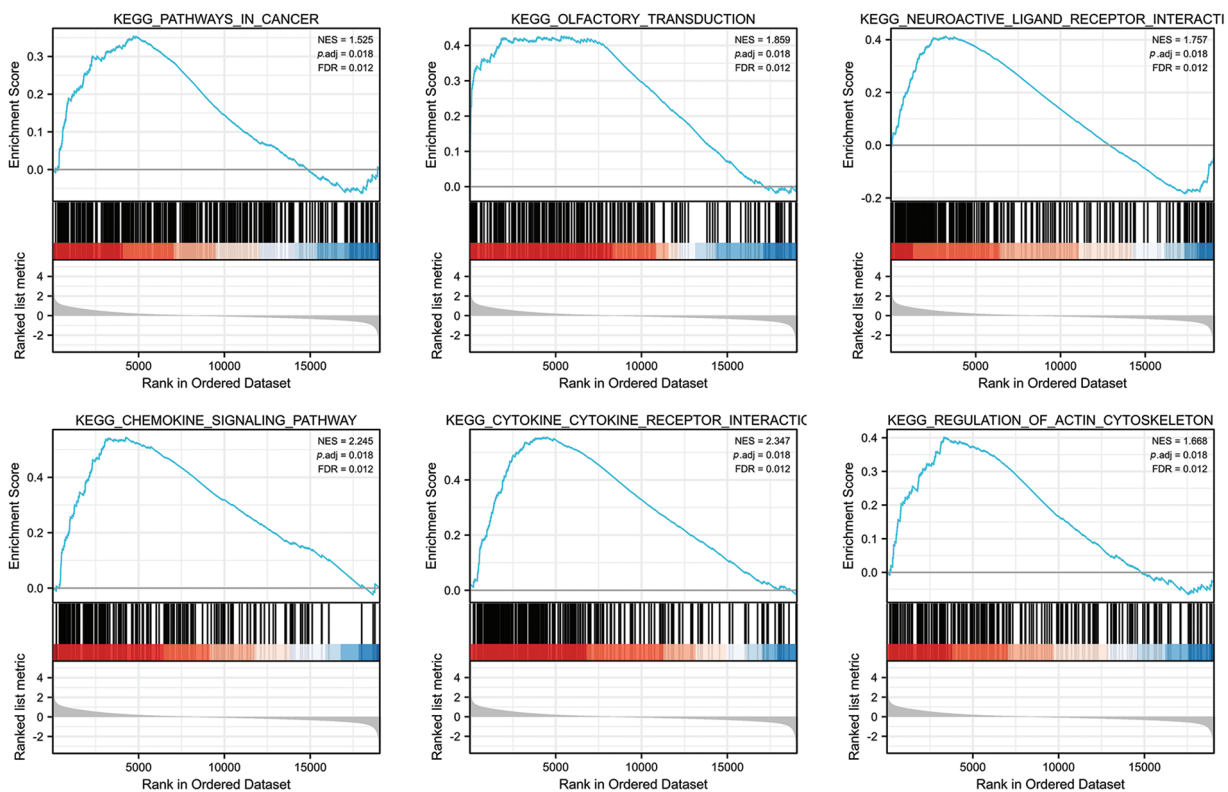 KEGG_PATHWAYS_IN_CANCER
NES = 1.525
p.adj = 0.018
FDR = 0.012
Enrichment Score
0.3
0.2
0.1
0.0
Ranked list metric
4
2
0
-2
5000 10000 15000
Rank in Ordered Dataset
KEGG_OLFACTORY_TRANSDUCTION
NES = 1.859
p.adj = 0.018
FDR = 0.012
Enrichment Score
0.4
0.3
0.2
0.1
0.0
Ranked list metric
4
2
0
-2
5000 10000 15000
Rank in Ordered Dataset
KEGG_NEUROACTIVE_LIGAND_RECEPTOR_INTERACTI
NES = 1.757
p.adj = 0.018
FDR = 0.012
Enrichment Score
0.4
0.2
0.0
-0.2
Ranked list metric
4
2
0
-2
5000 10000 15000
Rank in Ordered Dataset
KEGG_CHEMOKINE_SIGNALING_PATHWAY
NES = 2.245
p.adj = 0.018
FDR = 0.012
Enrichment Score
0.4
0.2
0.0
Ranked list metric
4
2
0
-2
5000 10000 15000
Rank in Ordered Dataset
KEGG_CYTOKINE_CYTOKINE_RECEPTOR_INTERACTIO
NES = 2.347
p.adj = 0.018
FDR = 0.012
Enrichment Score
0.4
0.2
0.0
Ranked list metric
4
2
0
-2
5000 10000 15000
Rank in Ordered Dataset
KEGG_REGULATION_OF_ACTIN_CYTOSKELETON
NES = 1.668
p.adj = 0.018
FDR = 0.012
Enrichment Score
0.4
0.3
0.2
0.1
0.0
Ranked list metric
4
2
0
-2
5000 10000 15000
Rank in Ordered Dataset